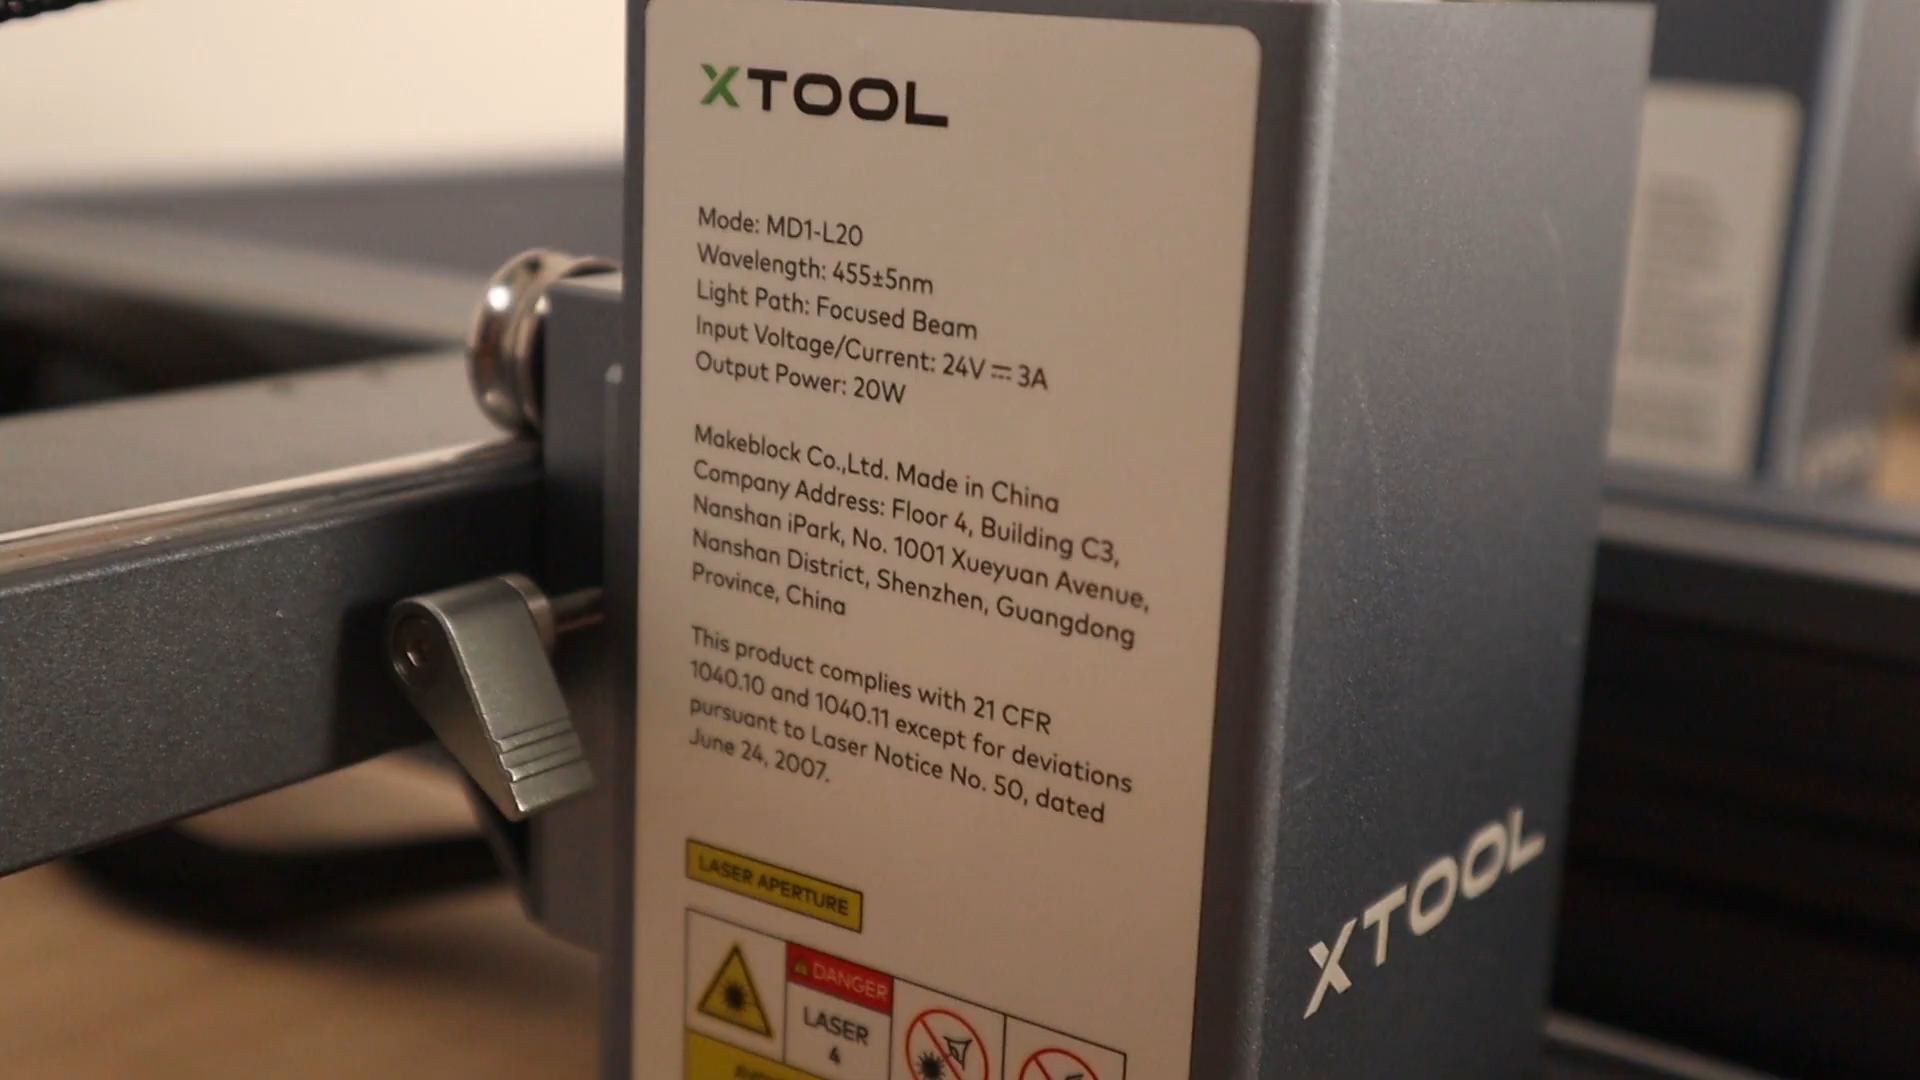 XTOOL
Mode: MD1-L20
Wavelength: 455±5nm
Light Path: Focused Beam
Input Voltage/Current: 24V⎓3A
Output Power: 20W
Makeblock Co.,Ltd. Made in China
Company Address: Floor 4, Building C3,
Nanshan iPark, No. 1001 Xueyuan Avenue,
Nanshan District, Shenzhen, Guangdong
Province, China
This product complies with 21 CFR
1040.10 and 1040.11 except for deviations
pursuant to Laser Notice No. 50, dated
June 24, 2007.
LASER APERTURE
DANGER
LASER
4
XTOOL